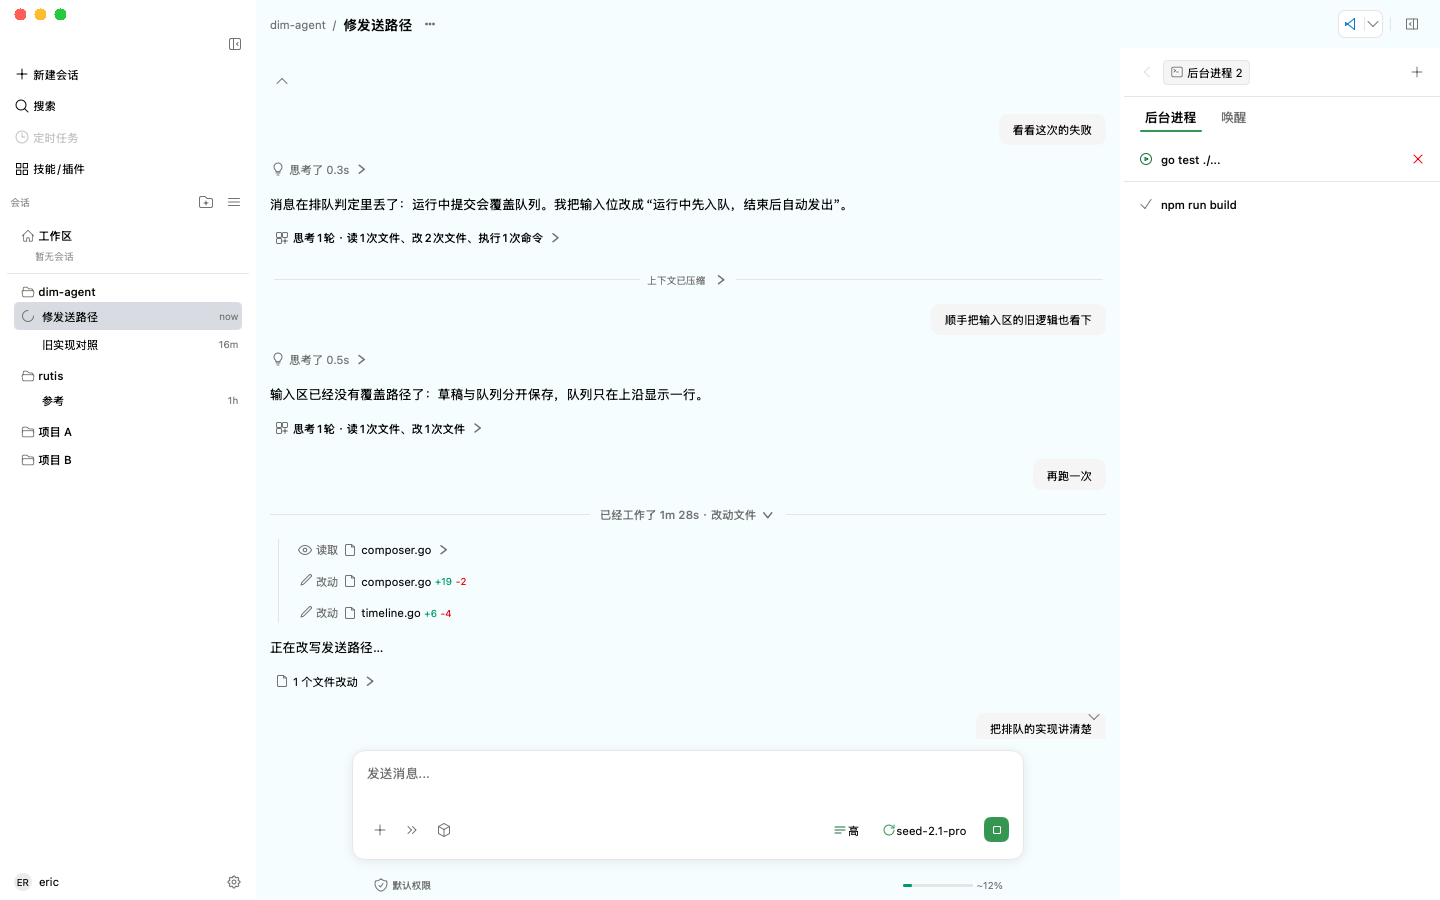 dim-agent / 修发送路径 ···
新建会话
搜索
定时任务
技能/插件
会话
工作区
暂无会话
dim-agent
修发送路径 now
旧实现对照 16m
rutis
参考 1h
项目 A
项目 B
ER eric
看看这次的失败
思考了 0.3s
消息在排队判定里丢了：运行中提交会覆盖队列。我把输入位改成“运行中先入队，结束后自动发出”。
思考1轮 · 读1次文件、改2次文件、执行1次命令
上下文已压缩
顺手把输入区的旧逻辑也看下
思考了 0.5s
输入区已经没有覆盖路径了：草稿与队列分开保存，队列只在上沿显示一行。
思考1轮 · 读1次文件、改1次文件
再跑一次
已经工作了 1m 28s · 改动文件
读取 composer.go
改动 composer.go +19 -2
改动 timeline.go +6 -4
正在改写发送路径...
1 个文件改动
把排队的实现讲清楚
发送消息...
高 seed-2.1-pro
默认权限 ~12%
后台进程 2
后台进程 唤醒
go test ./...
npm run build